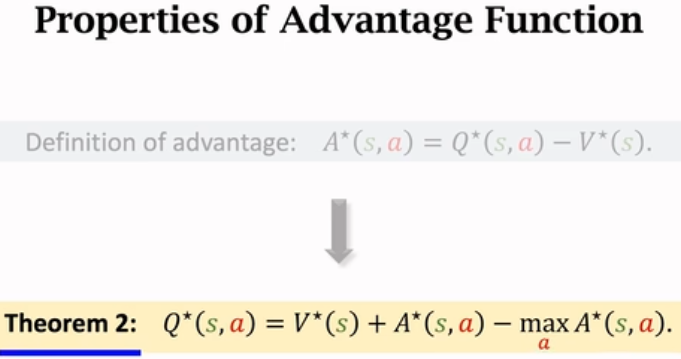 Properties of Advantage Function
Definition of advantage: A*(s, a) = Q*(s, a) − V*(s).
Theorem 2: Q*(s, a) = V*(s) + A*(s, a) − max A*(s, a).
a